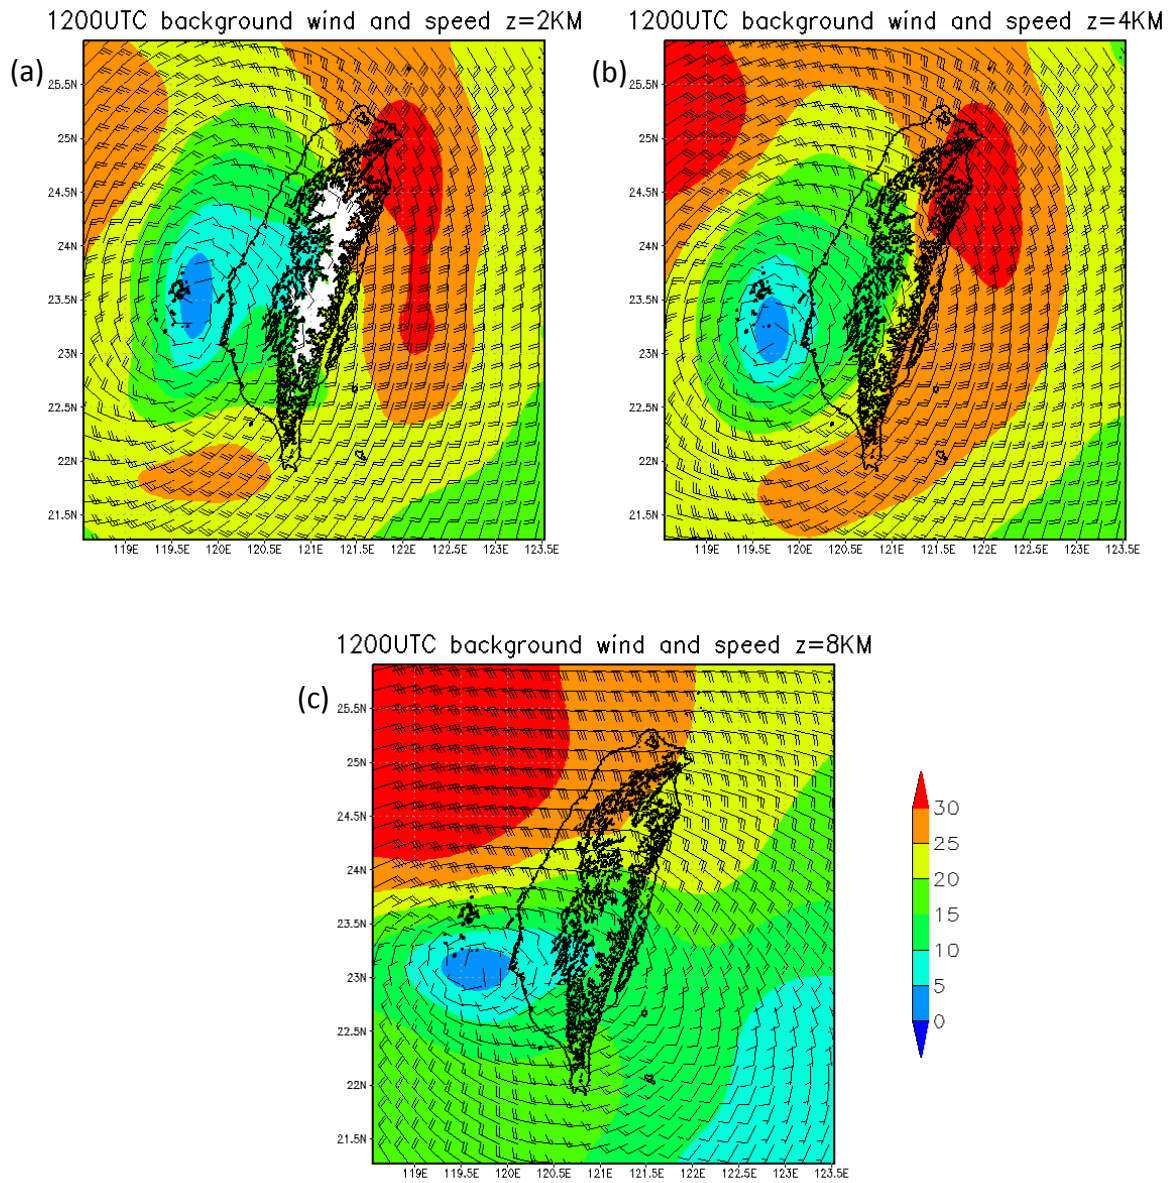 1200UTC background wind and speed z=2KM
(a)
25.5N
25N
24.5N
24N
23.5N
23N
22.5N
22N
21.5N
119E 119.5E 120E 120.5E 121E 121.5E 122E 122.5E 123E 123.5E
1200UTC background wind and speed z=4KM
(b)
25.5N
25N
24.5N
24N
23.5N
23N
22.5N
22N
21.5N
119E 119.5E 120E 120.5E 121E 121.5E 122E 122.5E 123E 123.5E
1200UTC background wind and speed z=8KM
(c)
25.5N
25N
24.5N
24N
23.5N
23N
22.5N
22N
21.5N
119E 119.5E 120E 120.5E 121E 121.5E 122E 122.5E 123E 123.5E
30
25
20
15
10
5
0